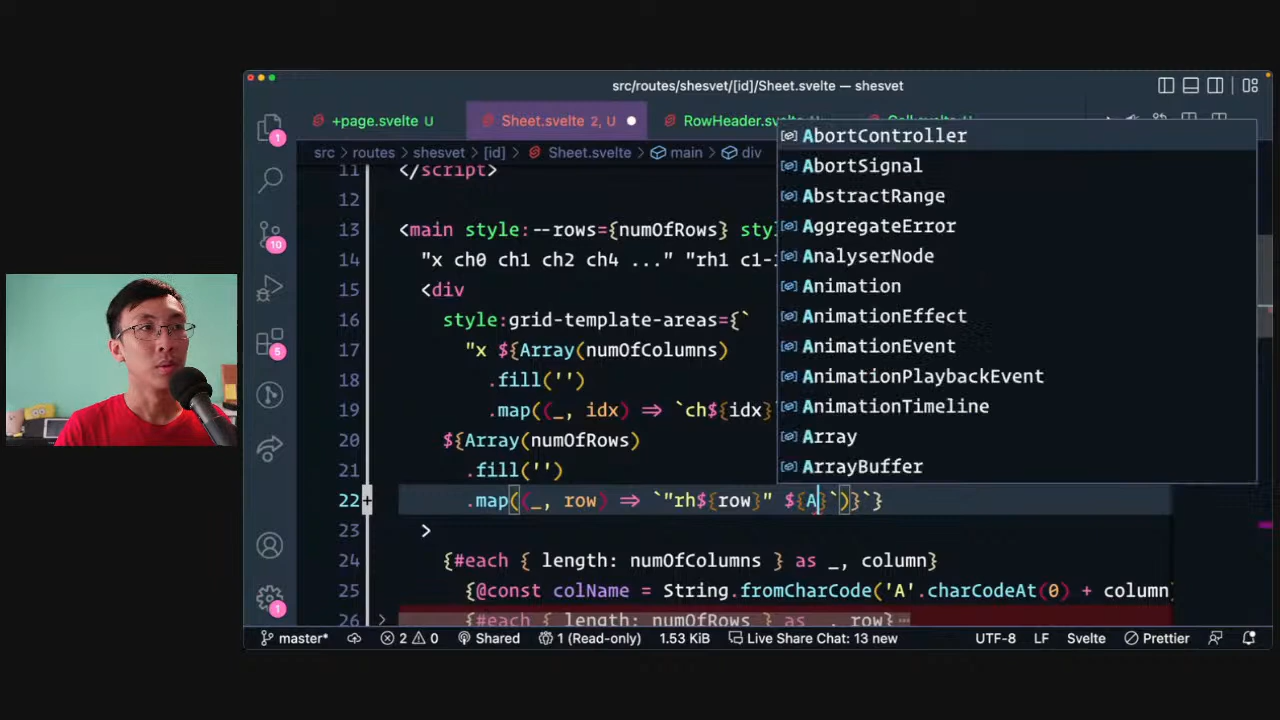 src/routes/shesvet/[id]/Sheet.svelte — shesvet
+page.svelte U
Sheet.svelte 2, U
RowHeader.svelte
src > routes > shesvet > [id] > Sheet.svelte > main > div
11 </script>
12
13 <main style:--rows={numOfRows} sty
14 "x ch0 ch1 ch2 ch4 ..." "rh1 c1-
15 <div
16 style:grid-template-areas={`
17 "x ${Array(numOfColumns)
18 .fill('')
19 .map((_, idx) => `ch${idx}`
20 ${Array(numOfRows)
21 .fill('')
22 .map((_, row) => `"rh${row}" ${A}`)}`}
23 >
24 {#each { length: numOfColumns } as _, column}
25 {@const colName = String.fromCharCode('A'.charCodeAt(0) + column
26 {#each { length: numOfRows } as _, row}
AbortController
AbortSignal
AbstractRange
AggregateError
AnalyserNode
Animation
AnimationEffect
AnimationEvent
AnimationPlaybackEvent
AnimationTimeline
Array
ArrayBuffer
1
10
5
1
master* 2 0 Shared 1 (Read-only) 1.53 KiB Live Share Chat: 13 new UTF-8 LF Svelte Prettier